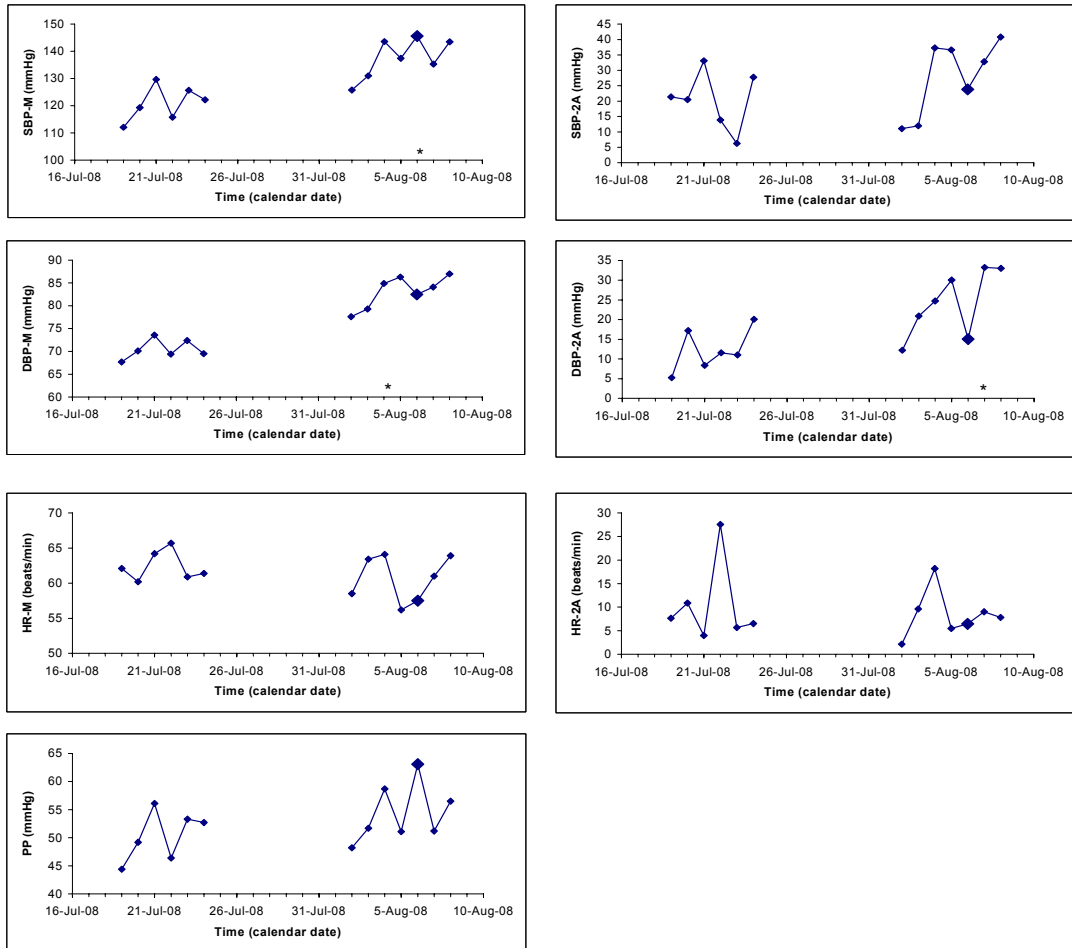 SBP-M (mmHg)
150
140
130
120
110
100
*
16-Jul-08 21-Jul-08 26-Jul-08 31-Jul-08 5-Aug-08 10-Aug-08
Time (calendar date)
SBP-2A (mmHg)
45
40
35
30
25
20
15
10
5
0
16-Jul-08 21-Jul-08 26-Jul-08 31-Jul-08 5-Aug-08 10-Aug-08
Time (calendar date)
DBP-M (mmHg)
90
85
80
75
70
65
60
*
16-Jul-08 21-Jul-08 26-Jul-08 31-Jul-08 5-Aug-08 10-Aug-08
Time (calendar date)
DBP-2A (mmHg)
35
30
25
20
15
10
5
0
*
16-Jul-08 21-Jul-08 26-Jul-08 31-Jul-08 5-Aug-08 10-Aug-08
Time (calendar date)
HR-M (beats/min)
70
65
60
55
50
16-Jul-08 21-Jul-08 26-Jul-08 31-Jul-08 5-Aug-08 10-Aug-08
Time (calendar date)
HR-2A (beats/min)
30
25
20
15
10
5
0
16-Jul-08 21-Jul-08 26-Jul-08 31-Jul-08 5-Aug-08 10-Aug-08
Time (calendar date)
PP (mmHg)
65
60
55
50
45
40
16-Jul-08 21-Jul-08 26-Jul-08 31-Jul-08 5-Aug-08 10-Aug-08
Time (calendar date)